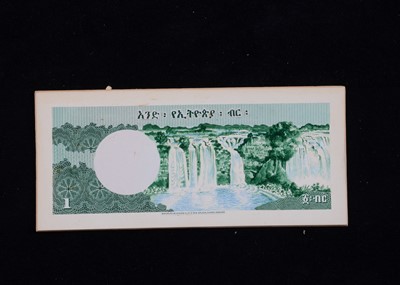 አንድ ፡ የኢትዮጵያ ፡ ብር ፡
1
፩ ፡ ብር